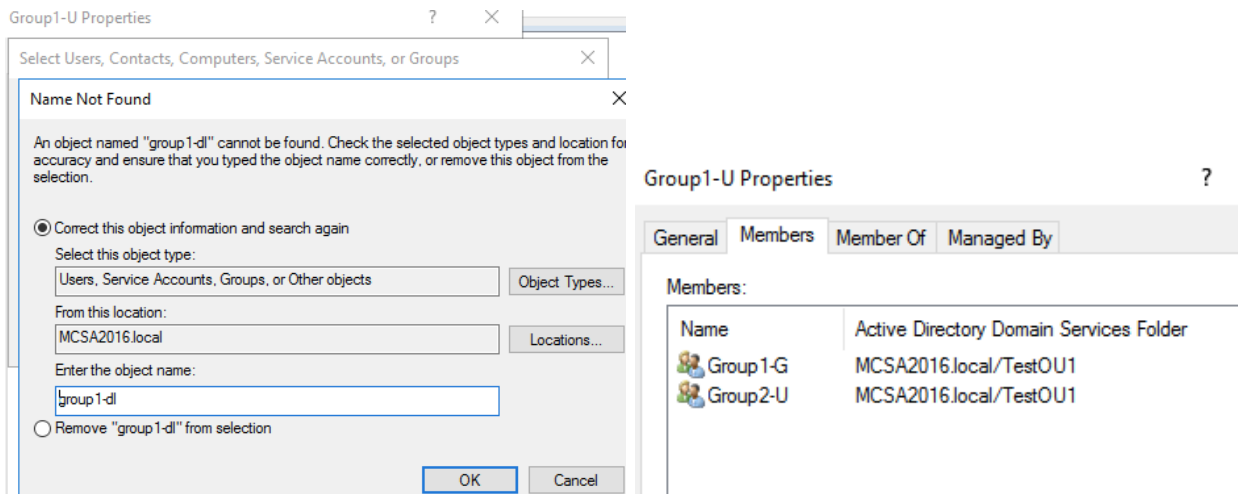 Group1-U Properties
?
Select Users, Contacts, Computers, Service Accounts, or Groups
Name Not Found
An object named "group1-dl" cannot be found. Check the selected object types and location for
accuracy and ensure that you typed the object name correctly, or remove this object from the
selection.
Correct this object information and search again
Select this object type:
Users, Service Accounts, Groups, or Other objects
Object Types...
From this location:
MCSA2016.local
Locations...
Enter the object name:
group1-dl
Remove "group1-dl" from selection
OK
Cancel
Group1-U Properties
?
General
Members
Member Of
Managed By
Members:
Name
Active Directory Domain Services Folder
Group1-G
MCSA2016.local/TestOU1
Group2-U
MCSA2016.local/TestOU1